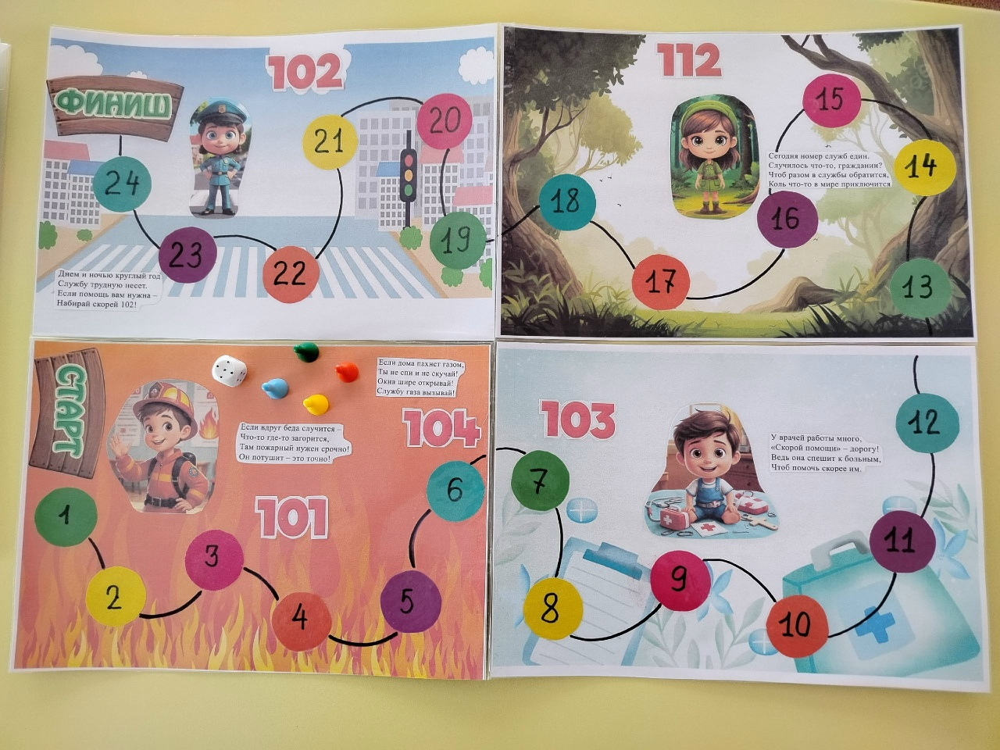 102
ФИНИШ
20
21
24
19
23
22
Днем и ночью круглый год
Службу трудную несет.
Если помощь вам нужна –
Набирай скорей 102!
112
15
Сегодня номер служб един.
Случилось что-то, гражданин?
Чтоб разом в службы обратится,
Коль что-то в мире приключится
14
18
16
17
13
СТАРТ
Если дома пахнет газом,
Ты не спи и не скучай!
Окна шире открывай!
Службу газа вызывай!
104
Если вдруг беда случится –
Что-то где-то загорится,
Там пожарный нужен срочно!
Он потушит – это точно!
101
1
2
3
4
5
6
103
У врачей работы много,
«Скорой помощи» – дорогу!
Ведь она спешит к больным,
Чтоб помочь скорее им.
12
7
8
9
10
11